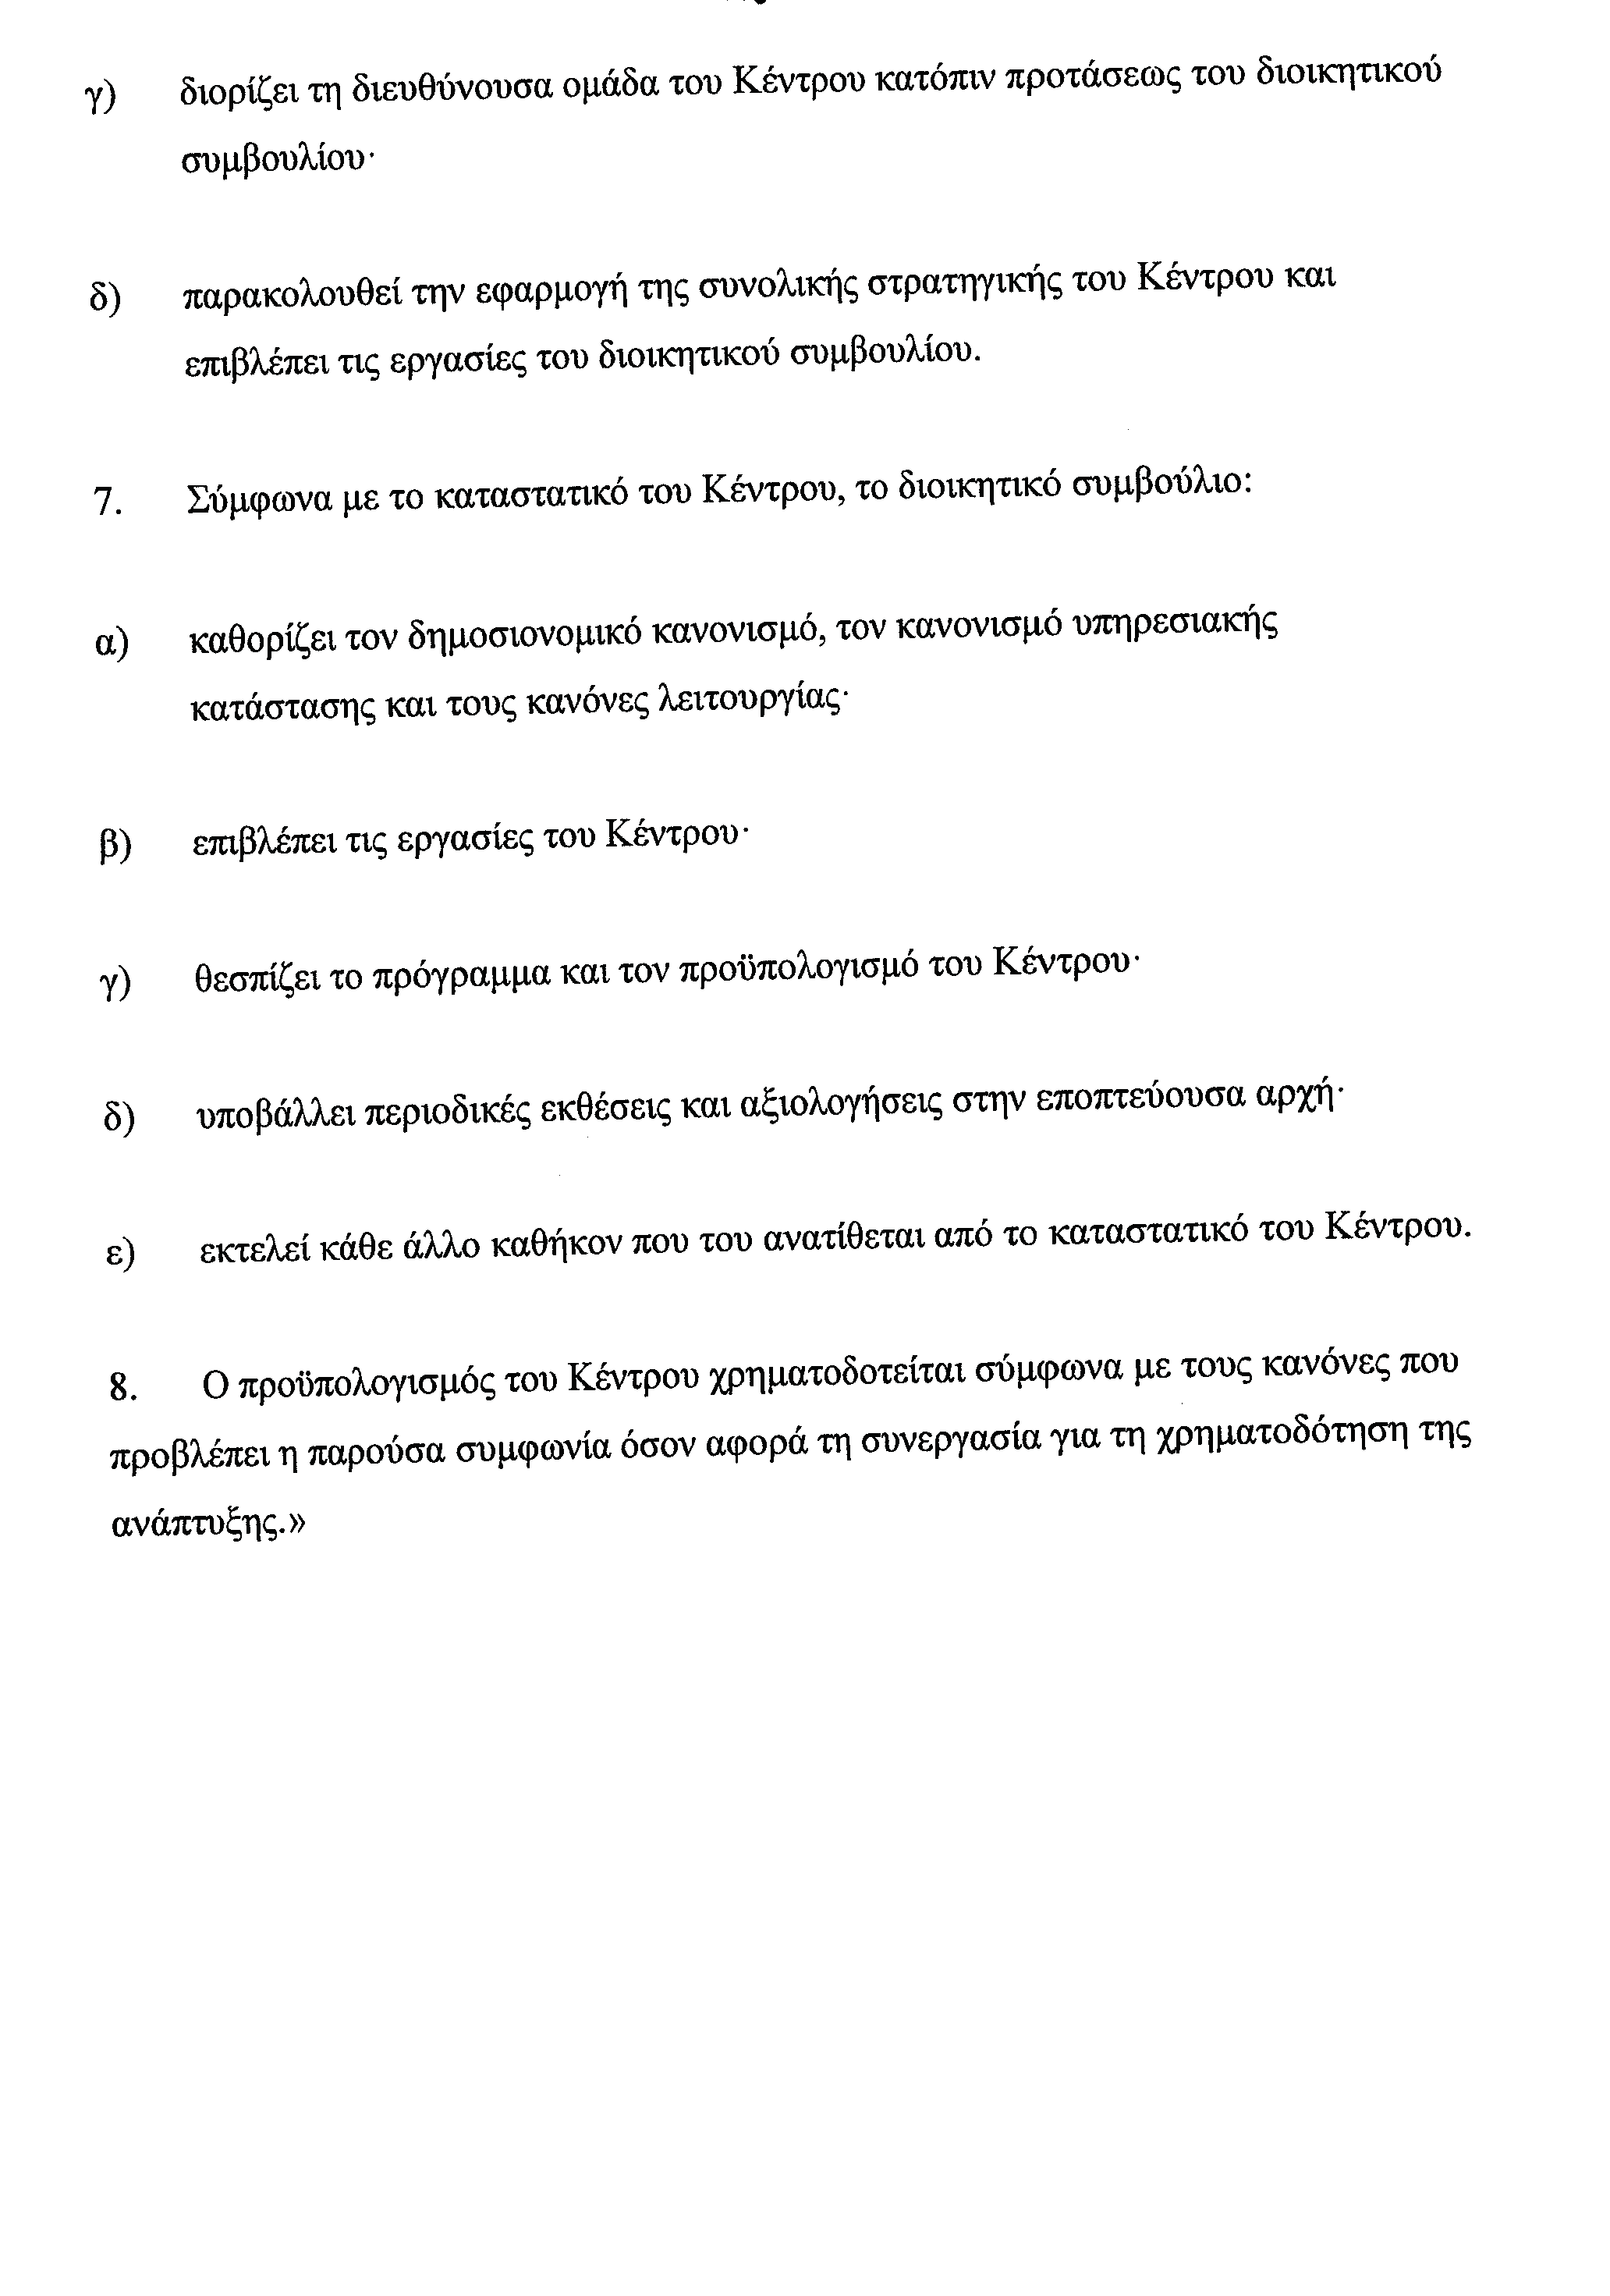 γ) διορίζει τη διευθύνουσα ομάδα του Κέντρου κατόπιν προτάσεως του διοικητικού
συμβουλίου·
δ) παρακολουθεί την εφαρμογή της συνολικής στρατηγικής του Κέντρου και
επιβλέπει τις εργασίες του διοικητικού συμβουλίου.
7. Σύμφωνα με το καταστατικό του Κέντρου, το διοικητικό συμβούλιο:
α) καθορίζει τον δημοσιονομικό κανονισμό, τον κανονισμό υπηρεσιακής
κατάστασης και τους κανόνες λειτουργίας·
β) επιβλέπει τις εργασίες του Κέντρου·
γ) θεσπίζει το πρόγραμμα και τον προϋπολογισμό του Κέντρου·
δ) υποβάλλει περιοδικές εκθέσεις και αξιολογήσεις στην εποπτεύουσα αρχή·
ε) εκτελεί κάθε άλλο καθήκον που του ανατίθεται από το καταστατικό του Κέντρου.
8. Ο προϋπολογισμός του Κέντρου χρηματοδοτείται σύμφωνα με τους κανόνες που
προβλέπει η παρούσα συμφωνία όσον αφορά τη συνεργασία για τη χρηματοδότηση της
ανάπτυξης.»